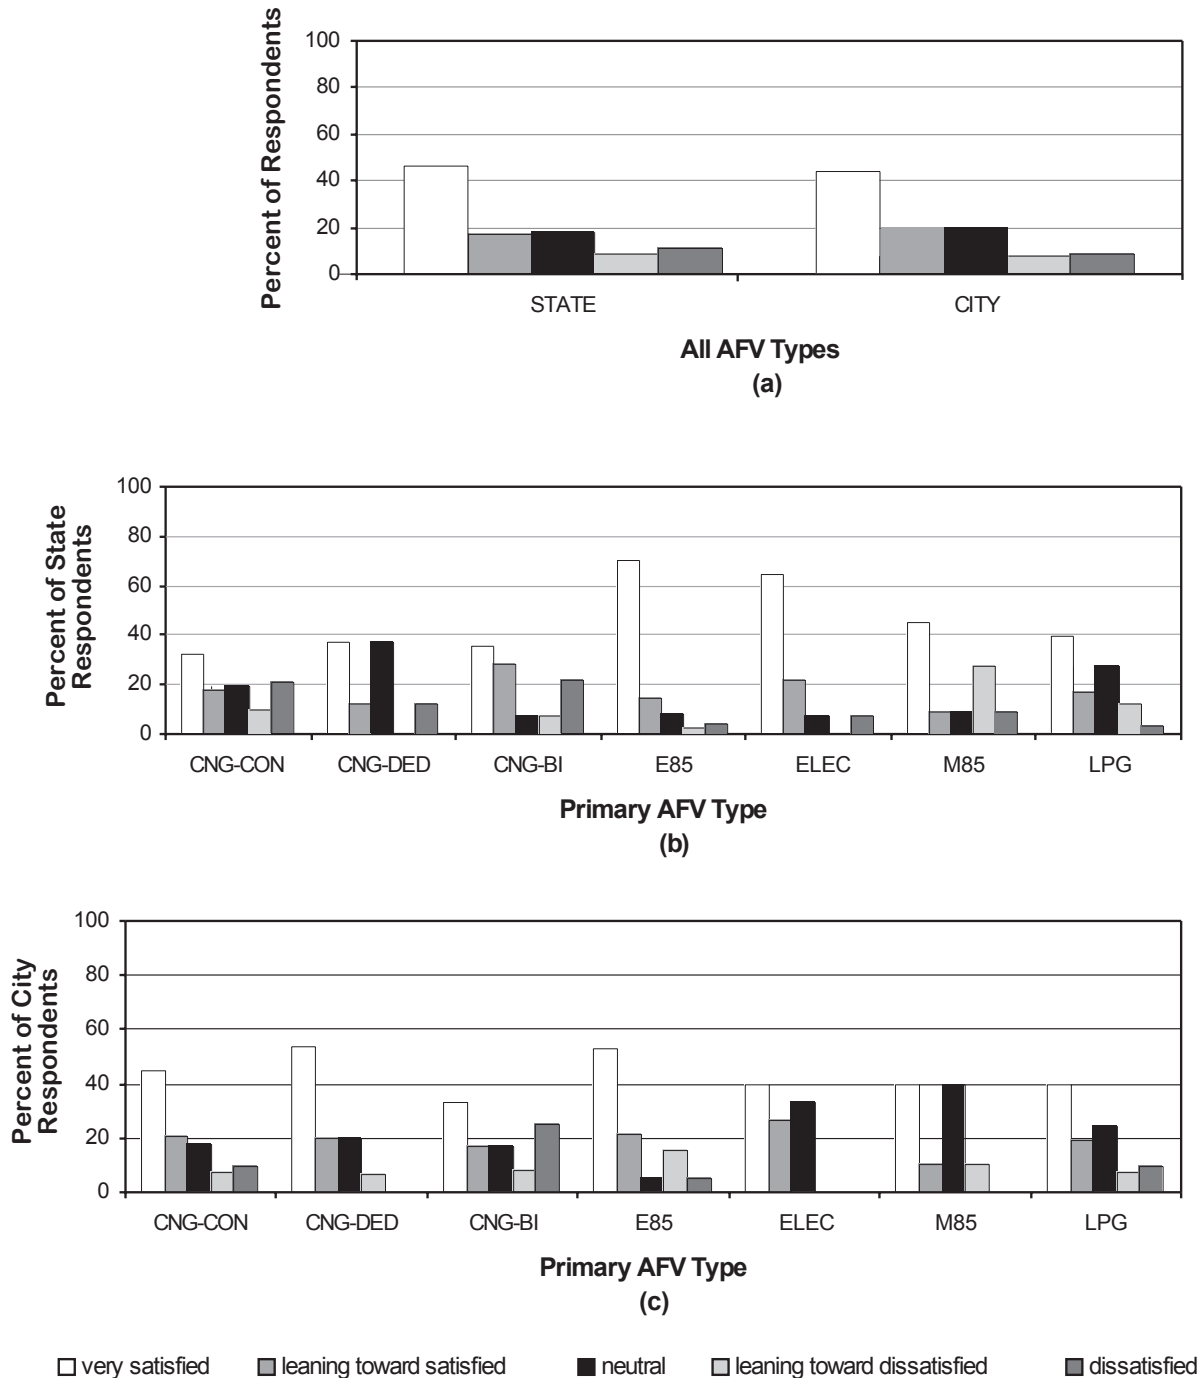 Percent of Respondents
100
80
60
40
20
0
STATE CITY
All AFV Types
(a)
Percent of State
Respondents
100
80
60
40
20
0
CNG-CON CNG-DED CNG-BI E85 ELEC M85 LPG
Primary AFV Type
(b)
Percent of City
Respondents
100
80
60
40
20
0
CNG-CON CNG-DED CNG-BI E85 ELEC M85 LPG
Primary AFV Type
(c)
very satisfied leaning toward satisfied neutral leaning toward dissatisfied dissatisfied